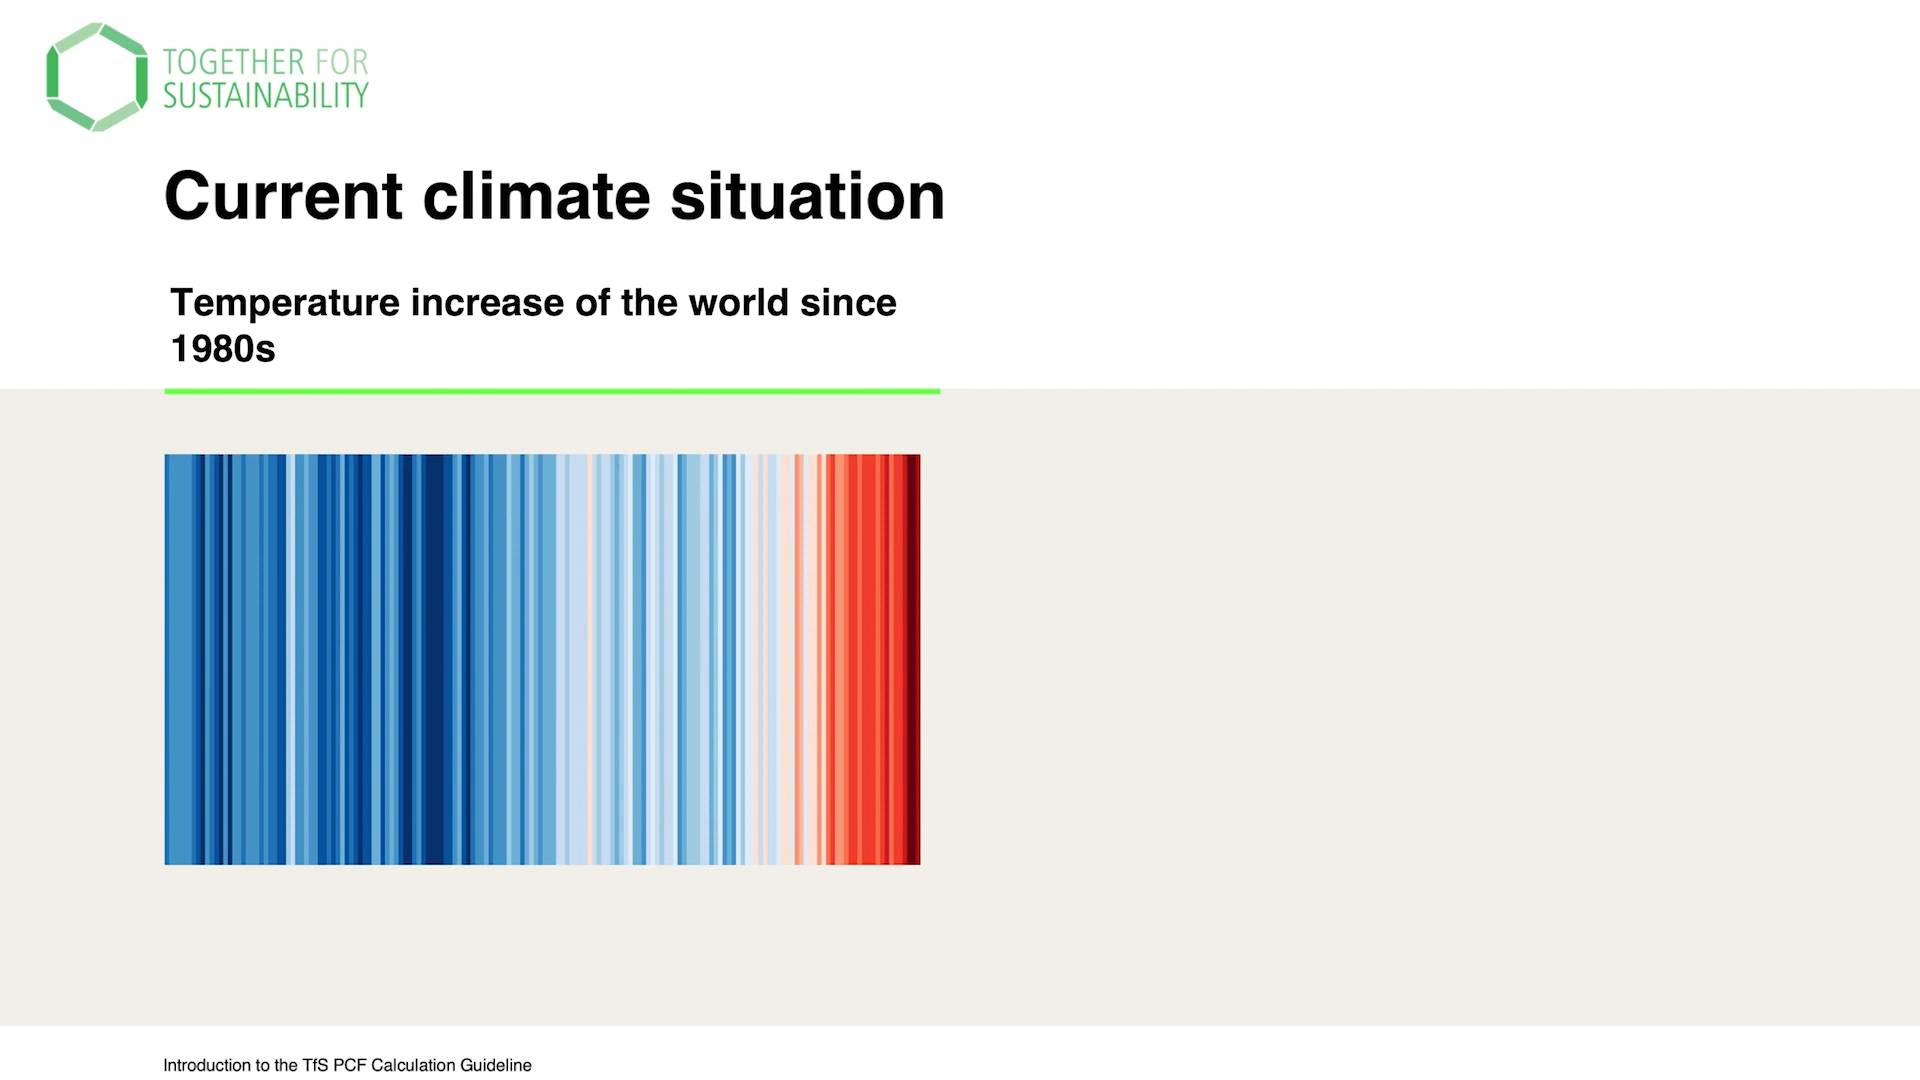 TOGETHER FOR
SUSTAINABILITY
Current climate situation
Temperature increase of the world since
1980s
Introduction to the TfS PCF Calculation Guideline